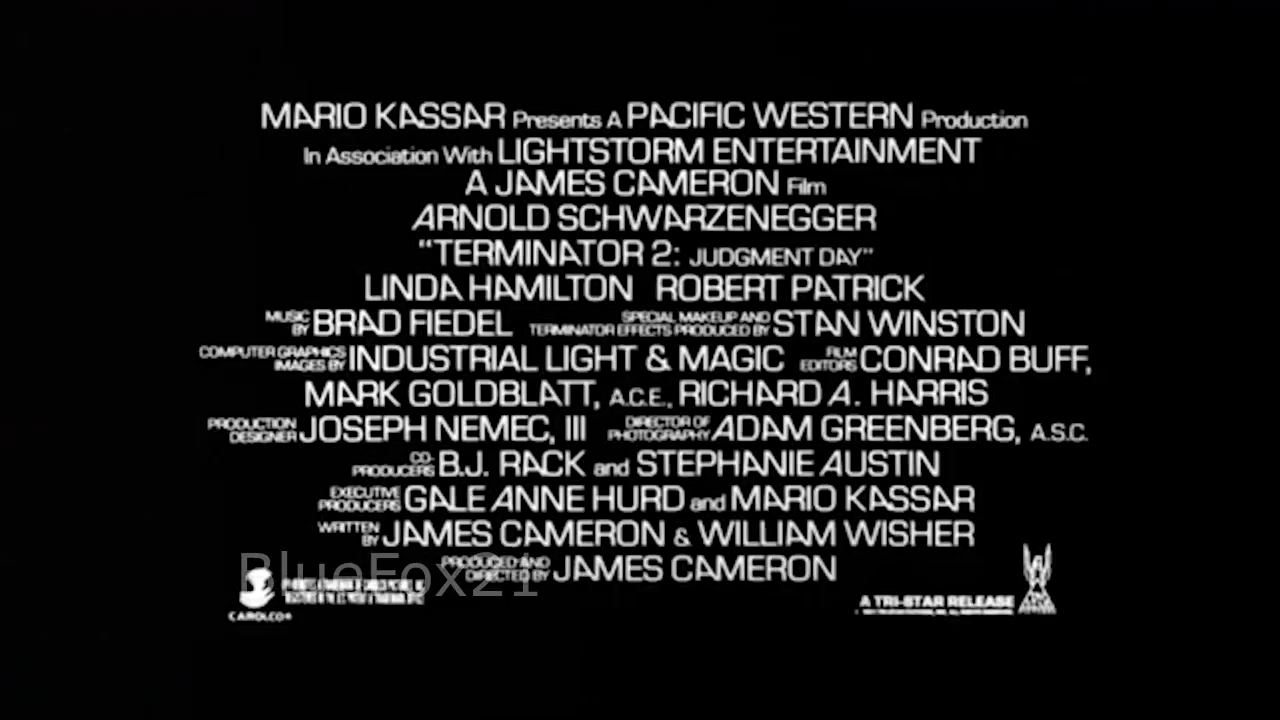 MARIO KASSAR Presents A PACIFIC WESTERN Production
In Association With LIGHTSTORM ENTERTAINMENT
A JAMES CAMERON Film
ARNOLD SCHWARZENEGGER
“TERMINATOR 2: JUDGMENT DAY”
LINDA HAMILTON ROBERT PATRICK
MUSIC BY BRAD FIEDEL SPECIAL MAKEUP AND TERMINATOR EFFECTS PRODUCED BY STAN WINSTON
COMPUTER GRAPHICS IMAGES BY INDUSTRIAL LIGHT & MAGIC FILM EDITORS CONRAD BUFF,
MARK GOLDBLATT, A.C.E., RICHARD A. HARRIS
PRODUCTION DESIGNER JOSEPH NEMEC, III DIRECTOR OF PHOTOGRAPHY ADAM GREENBERG, A.S.C.
CO-PRODUCERS B.J. RACK and STEPHANIE AUSTIN
EXECUTIVE PRODUCERS GALE ANNE HURD and MARIO KASSAR
WRITTEN BY JAMES CAMERON & WILLIAM WISHER
PRODUCED AND DIRECTED BY JAMES CAMERON
BlueFox21
CAROLCO
A TRI-STAR RELEASE